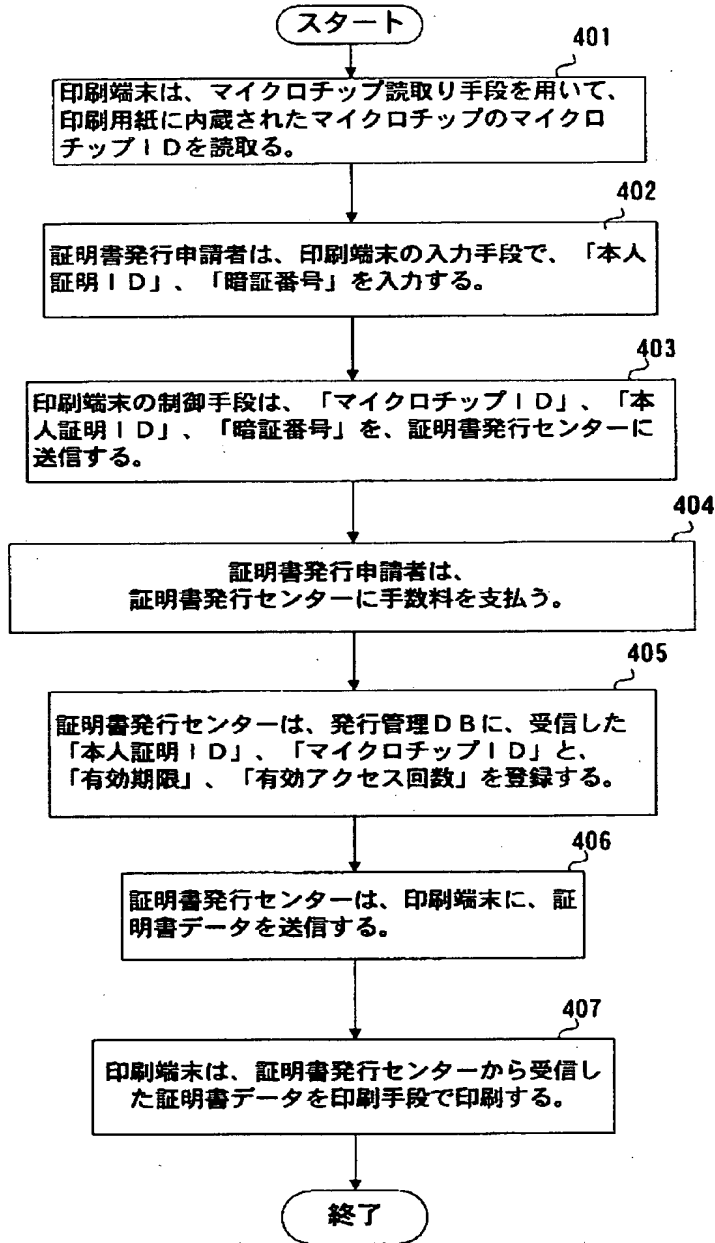 スタート
401
印刷端末は、マイクロチップ読取り手段を用いて、
印刷用紙に内蔵されたマイクロチップのマイクロ
チップＩＤを読取る。
402
証明書発行申請者は、印刷端末の入力手段で、「本人
証明ＩＤ」、「暗証番号」を入力する。
403
印刷端末の制御手段は、「マイクロチップＩＤ」、「本
人証明ＩＤ」、「暗証番号」を、証明書発行センターに
送信する。
404
証明書発行申請者は、
証明書発行センターに手数料を支払う。
405
証明書発行センターは、発行管理ＤＢに、受信した
「本人証明ＩＤ」、「マイクロチップＩＤ」と、
「有効期限」、「有効アクセス回数」を登録する。
406
証明書発行センターは、印刷端末に、証
明書データを送信する。
407
印刷端末は、証明書発行センターから受信し
た証明書データを印刷手段で印刷する。
終了